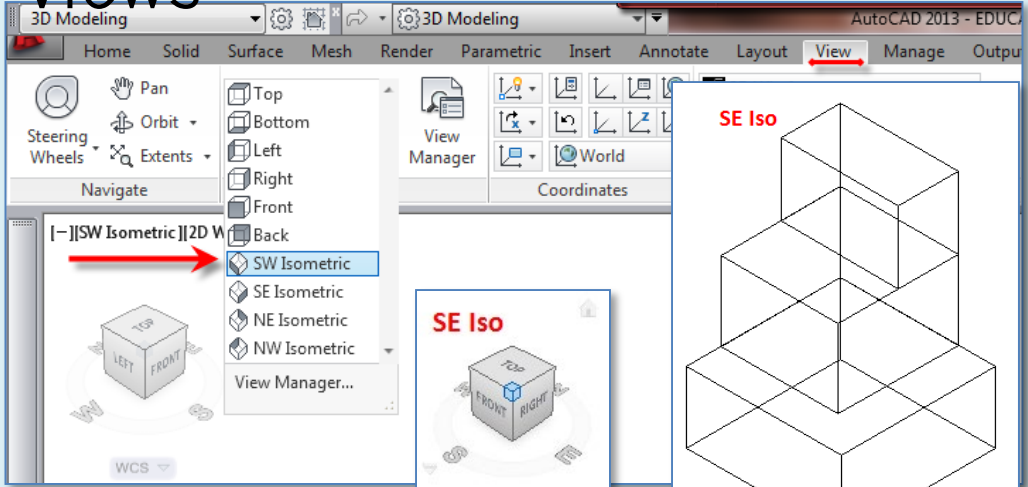 Views
3D Modeling
3D Modeling
AutoCAD 2013 - EDUCA
Home Solid Surface Mesh Render Parametric Insert Annotate Layout View Manage Output
Steering
Wheels
Pan
Orbit
Extents
Navigate
Top
Bottom
Left
Right
Front
Back
SW Isometric
SE Isometric
NE Isometric
NW Isometric
View Manager...
View
Manager
World
Coordinates
[–][SW Isometric][2D W
TOP
LEFT FRONT
W S
WCS
SE Iso
TOP
FRONT RIGHT
S E
SE Iso